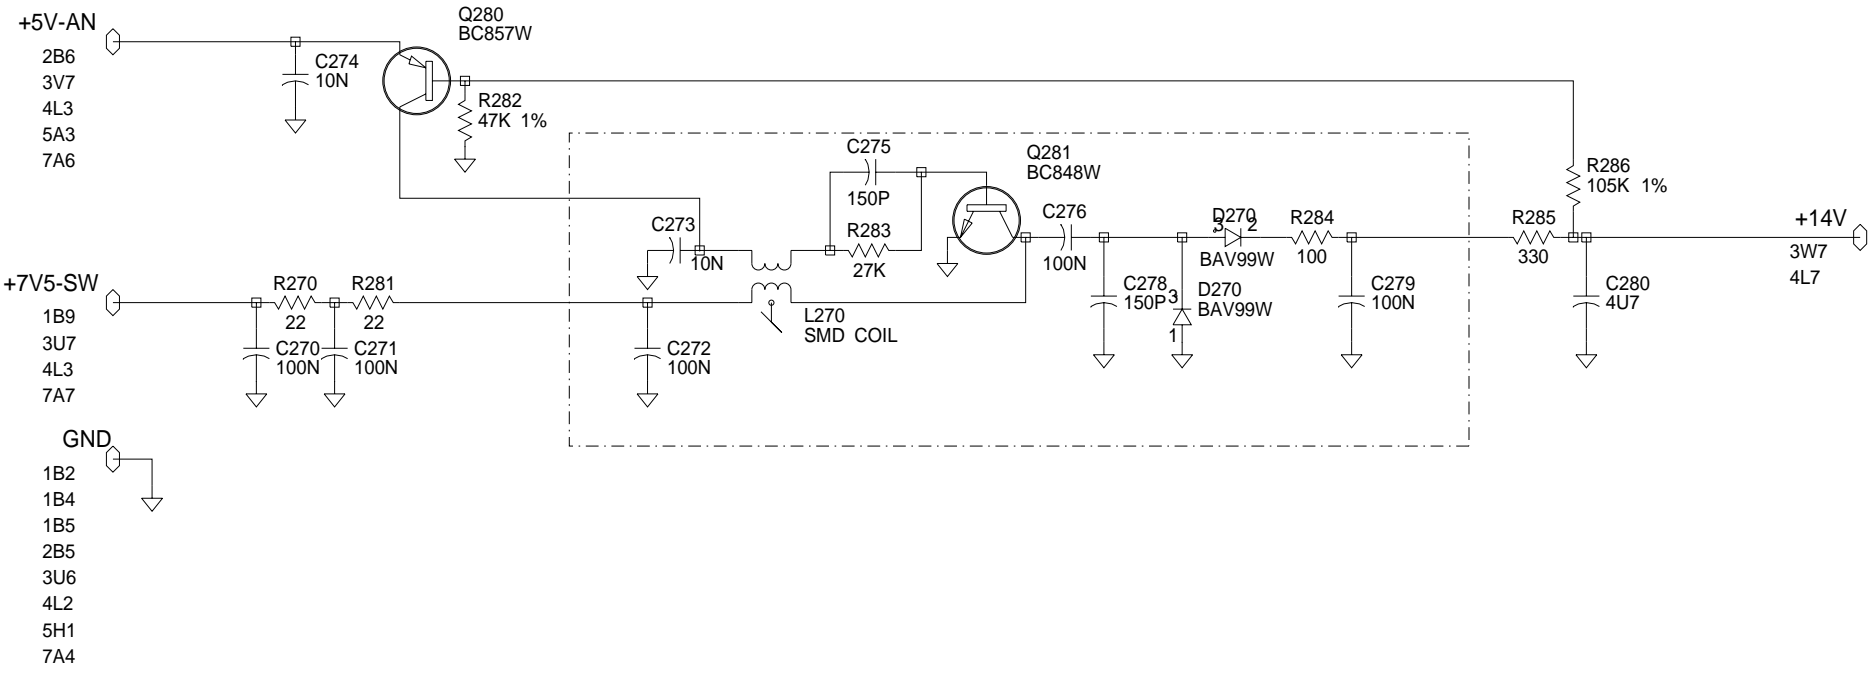 +5V-AN
2B6
3V7
4L3
5A3
7A6
C274
10N
Q280
BC857W
R282
47K 1%
C275
150P
R283
27K
Q281
BC848W
C273
10N
C276
100N
D270
3 2
BAV99W
R284
100
R285
330
R286
105K 1%
+14V
3W7
4L7
+7V5-SW
1B9
3U7
4L3
7A7
R270
22
R281
22
C270
100N
C271
100N
C272
100N
L270
SMD COIL
C278
150P
3
D270
BAV99W
1
C279
100N
C280
4U7
GND
1B2
1B4
1B5
2B5
3U6
4L2
5H1
7A4